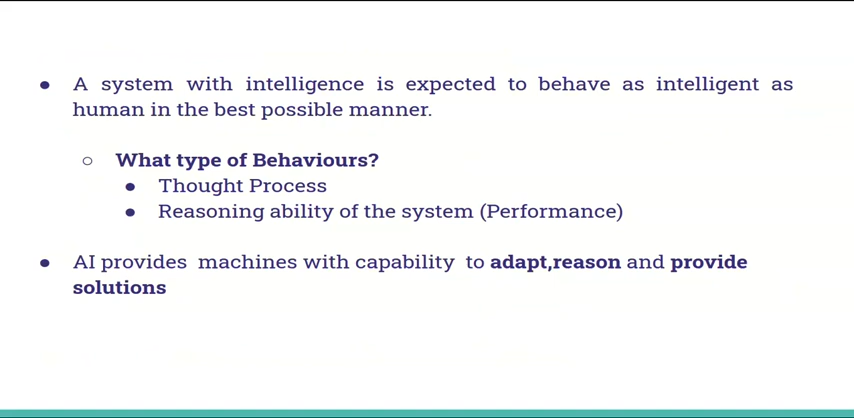 ● A system with intelligence is expected to behave as intelligent as
human in the best possible manner.
○ What type of Behaviours?
● Thought Process
● Reasoning ability of the system (Performance)
● AI provides machines with capability to adapt,reason and provide
solutions